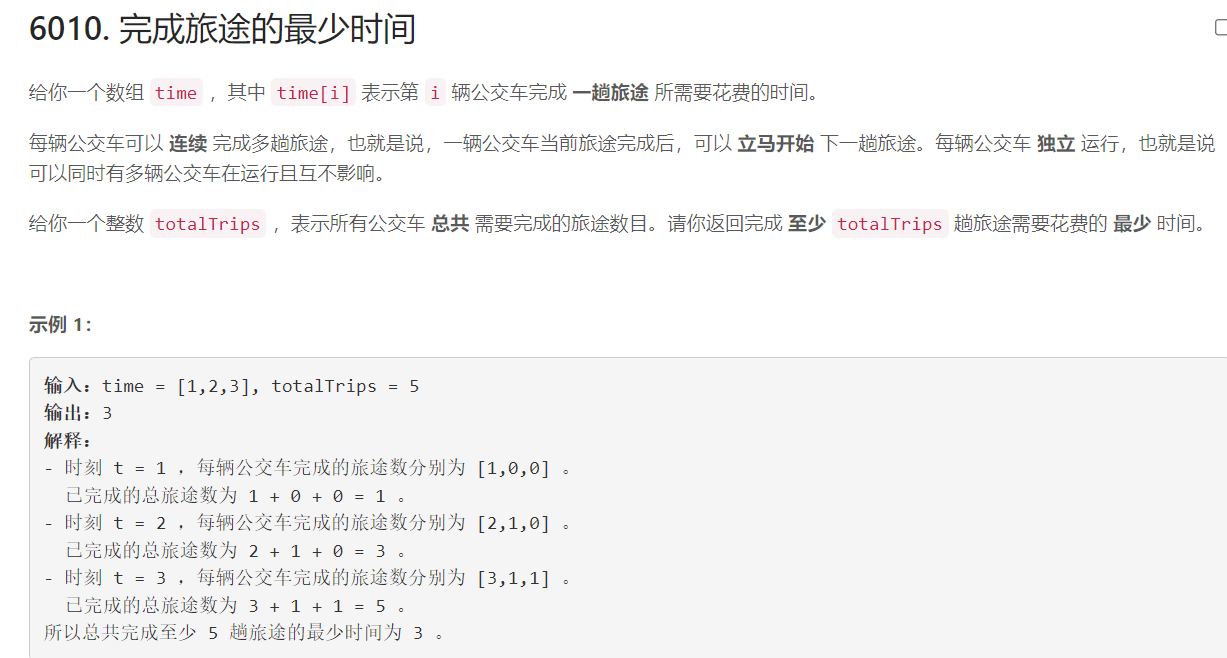 6010. 完成旅途的最少时间
给你一个数组 time ，其中 time[i] 表示第 i 辆公交车完成 一趟旅途 所需要花费的时间。
每辆公交车可以 连续 完成多趟旅途，也就是说，一辆公交车当前旅途完成后，可以 立马开始 下一趟旅途。每辆公交车 独立 运行，也就是说
可以同时有多辆公交车在运行且互不影响。
给你一个整数 totalTrips ，表示所有公交车 总共 需要完成的旅途数目。请你返回完成 至少 totalTrips 趟旅途需要花费的 最少 时间。
示例 1：
输入：time = [1,2,3], totalTrips = 5
输出：3
解释：
- 时刻 t = 1 ，每辆公交车完成的旅途数分别为 [1,0,0] 。
已完成的总旅途数为 1 + 0 + 0 = 1 。
- 时刻 t = 2 ，每辆公交车完成的旅途数分别为 [2,1,0] 。
已完成的总旅途数为 2 + 1 + 0 = 3 。
- 时刻 t = 3 ，每辆公交车完成的旅途数分别为 [3,1,1] 。
已完成的总旅途数为 3 + 1 + 1 = 5 。
所以总共完成至少 5 趟旅途的最少时间为 3 。